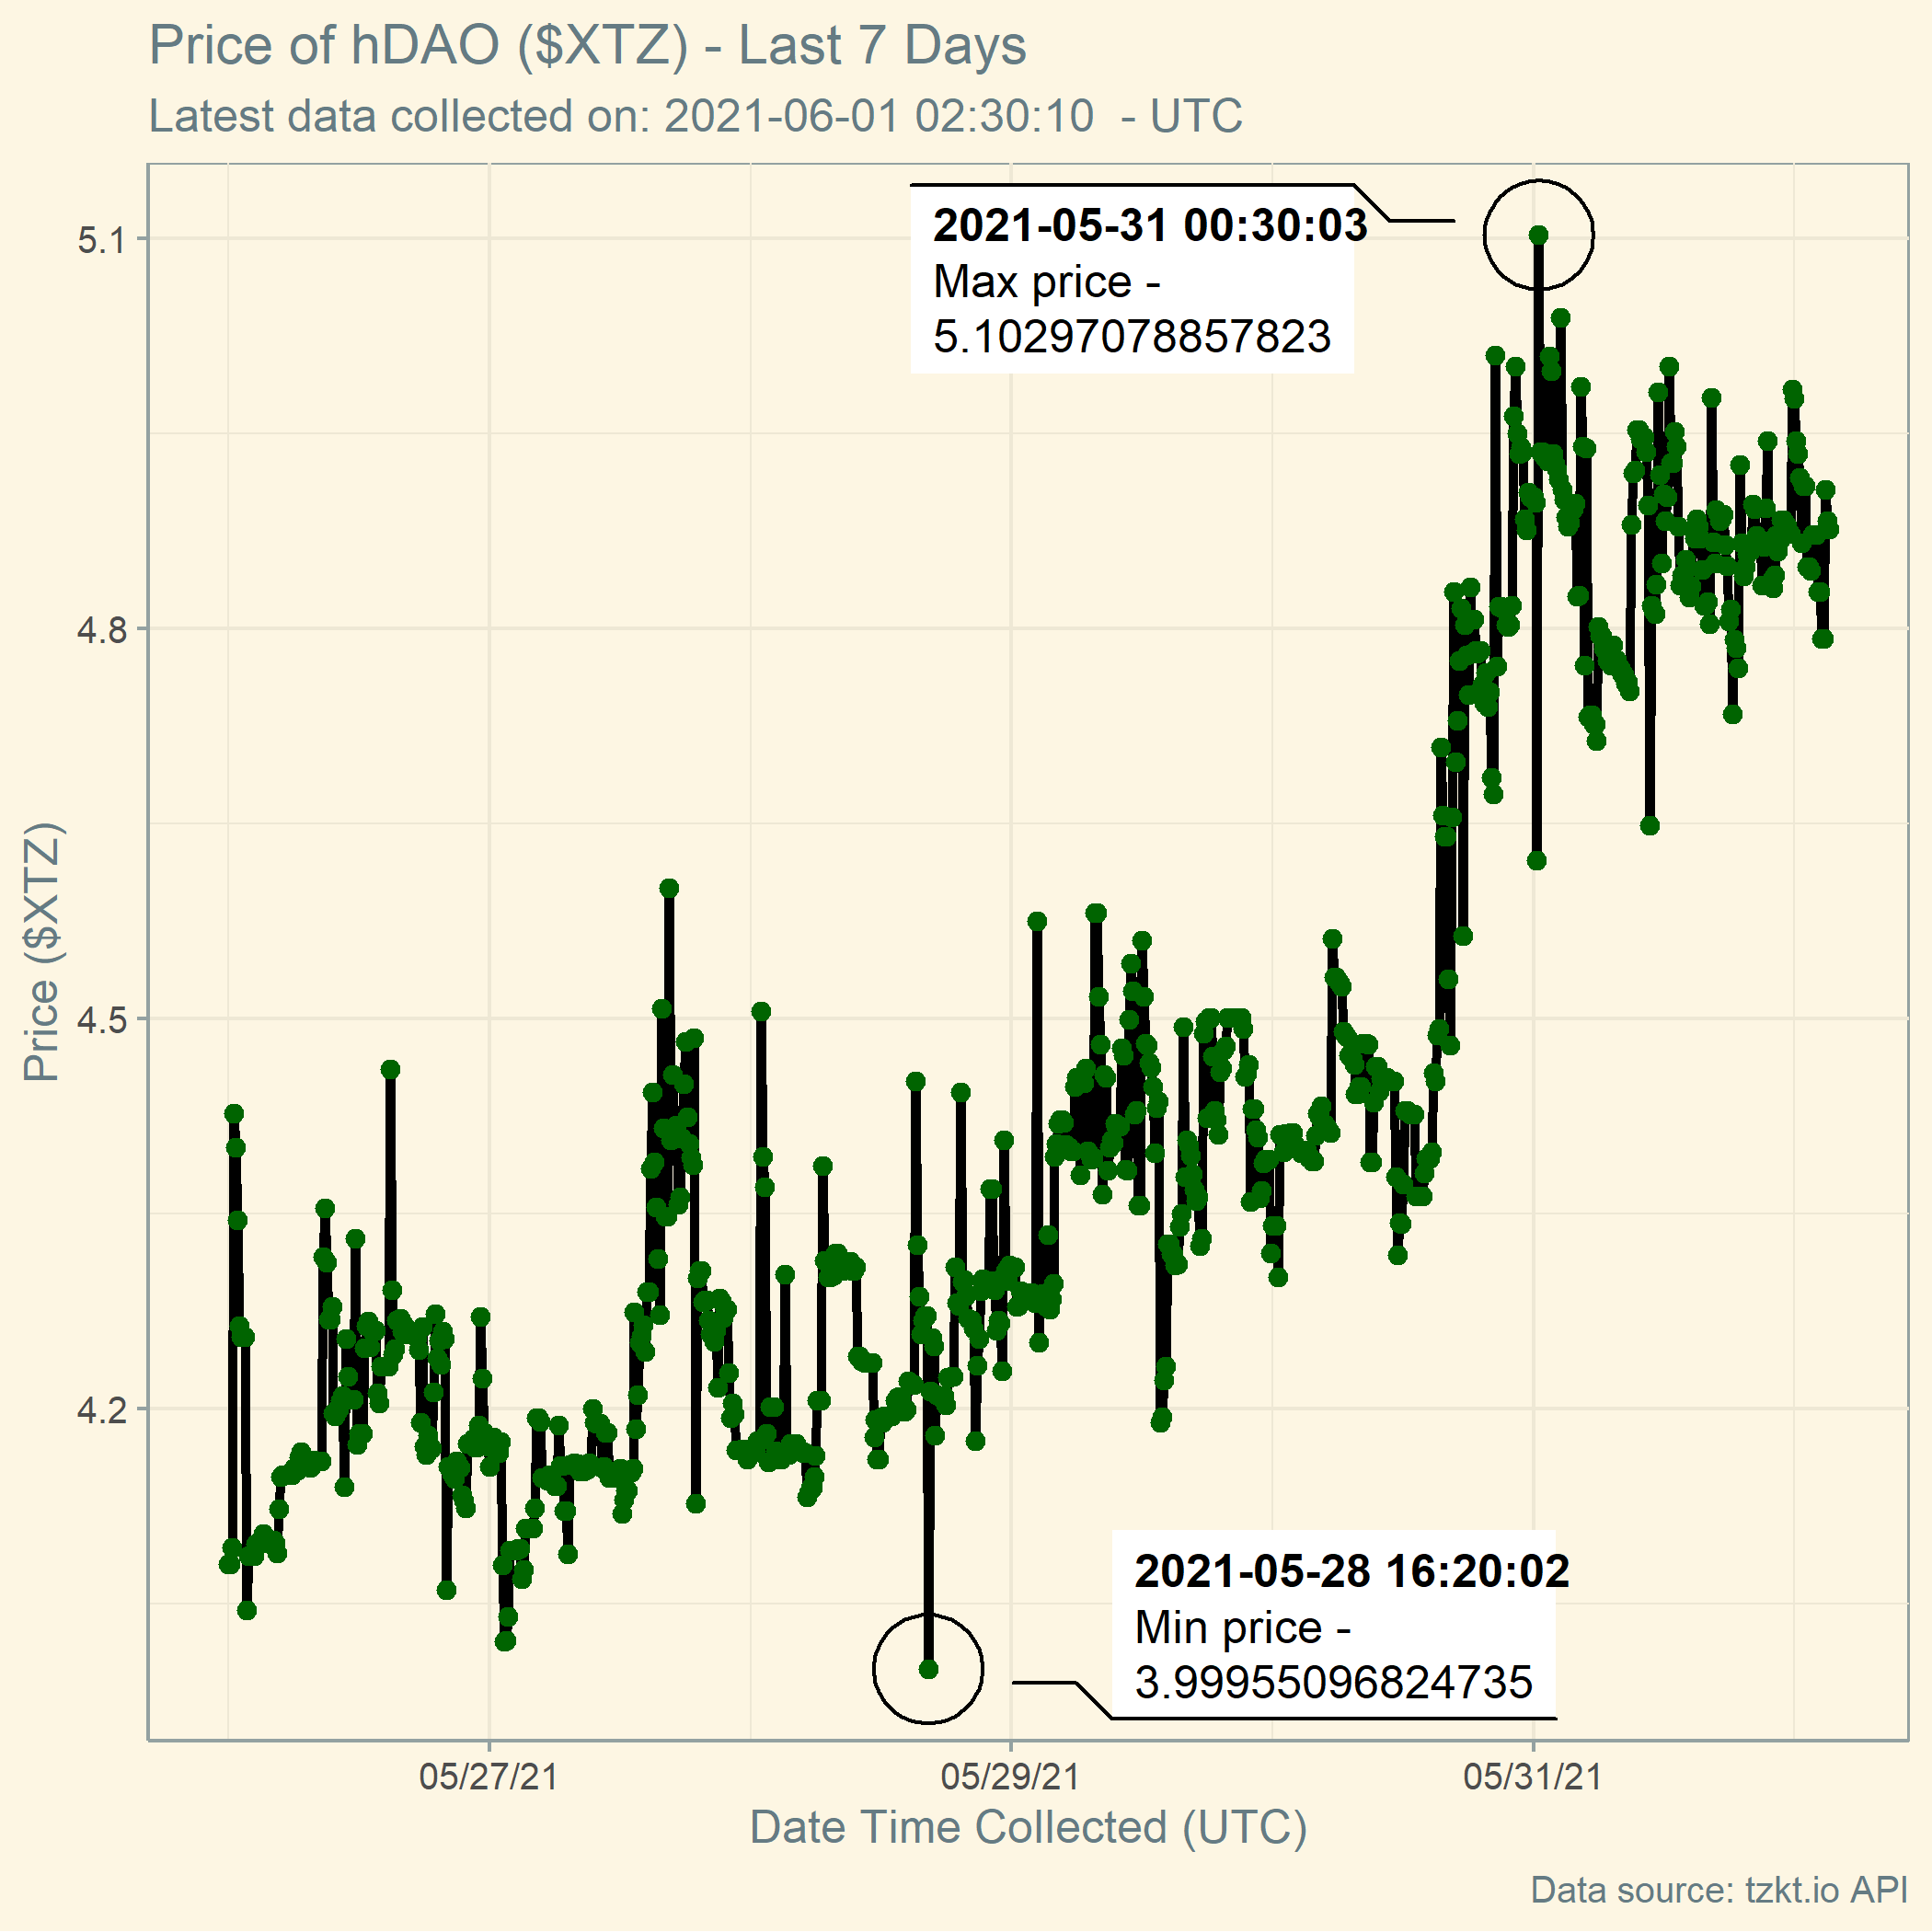 Price of hDAO ($XTZ) - Last 7 Days
Latest data collected on: 2021-06-01 02:30:10  - UTC
2021-05-31 00:30:03
Max price -
5.10297078857823
5.1
4.8
4.5
4.2
Price ($XTZ)
2021-05-28 16:20:02
Min price -
3.99955096824735
05/27/21
05/29/21
05/31/21
Date Time Collected (UTC)
Data source: tzkt.io API